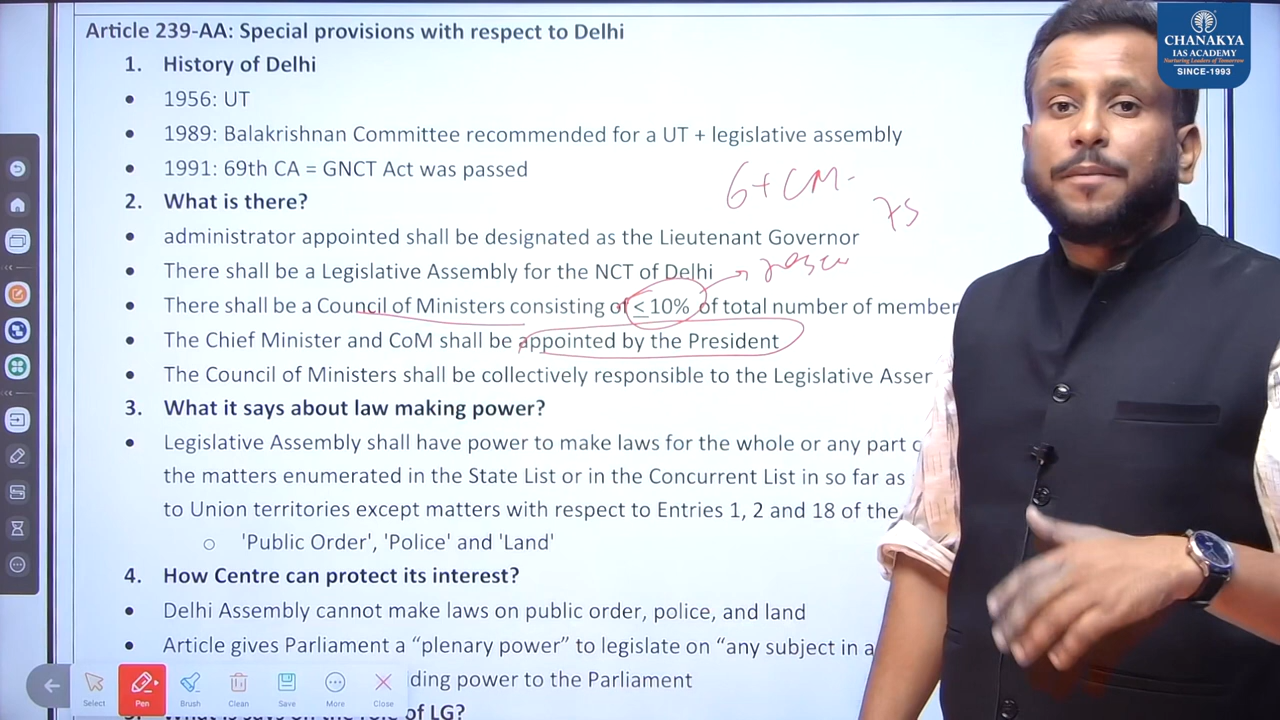 Article 239-AA: Special provisions with respect to Delhi
1. History of Delhi
• 1956: UT
• 1989: Balakrishnan Committee recommended for a UT + legislative assembly
• 1991: 69th CA = GNCT Act was passed
6+CM.
75
2. What is there?
• administrator appointed shall be designated as the Lieutenant Governor
• There shall be a Legislative Assembly for the NCT of Delhi
• There shall be a Council of Ministers consisting of <10% of total number of member
• The Chief Minister and CoM shall be appointed by the President
• The Council of Ministers shall be collectively responsible to the Legislative Asser
3. What it says about law making power?
• Legislative Assembly shall have power to make laws for the whole or any part
the matters enumerated in the State List or in the Concurrent List in so far as
to Union territories except matters with respect to Entries 1, 2 and 18 of the
o 'Public Order', 'Police' and 'Land'
4. How Centre can protect its interest?
• Delhi Assembly cannot make laws on public order, police, and land
• Article gives Parliament a “plenary power” to legislate on “any subject in a
ding power to the Parliament
of LG?
Select Pen Brush Clean Save More Close
CHANAKYA
IAS ACADEMY
Nurturing Leaders of Tomorrow
SINCE-1993